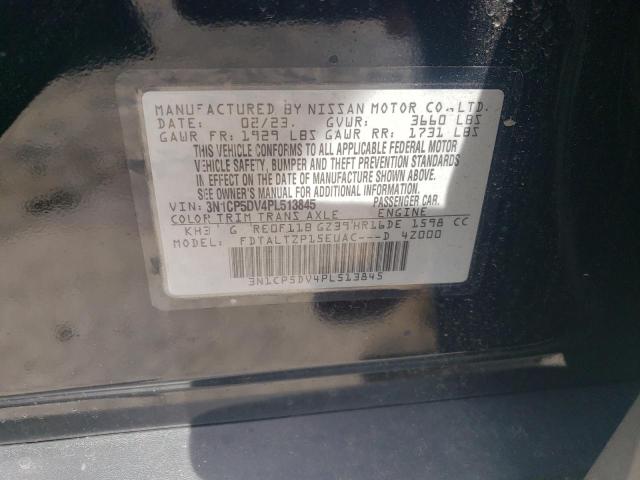 MANUFACTURED BY NISSAN MOTOR CO.,LTD.
DATE: 02/23. GVWR: 3660 LBS
GAWR FR: 1929 LBS GAWR RR: 1731 LBS
THIS VEHICLE CONFORMS TO ALL APPLICABLE FEDERAL MOTOR
VEHICLE SAFETY, BUMPER AND THEFT PREVENTION STANDARDS
IN EFFECT ON THE DATE OF MANUFACTURE SHOWN ABOVE.
SEE OWNER'S MANUAL FOR ADDITIONAL INFORMATION
VIN: 3N1CP5DV4PL513845 PASSENGER CAR.
COLOR TRIM TRANS AXLE ENGINE
KH3 G RE0F11B GZ39 HR16DE 1598 CC
MODEL: FDTALTZP15EUAC---D 42000
3N1CP5DV4PL513845